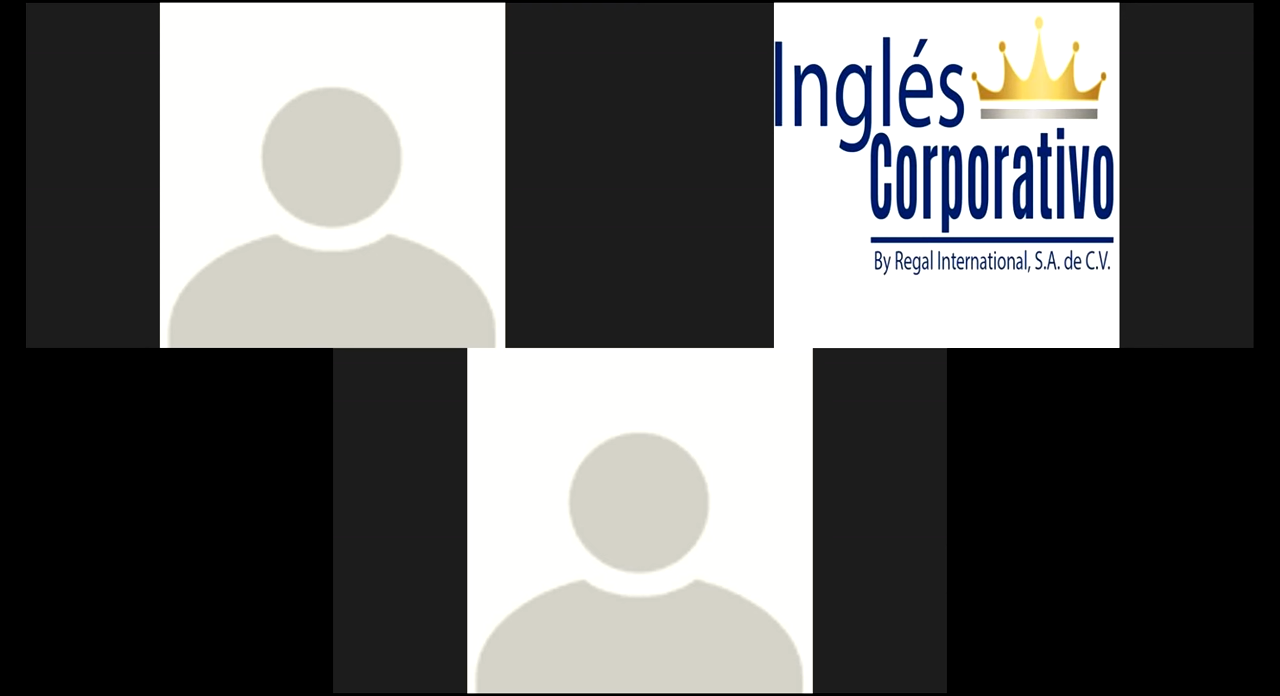 Inglés
Corporativo
By Regal International, S.A. de C.V.